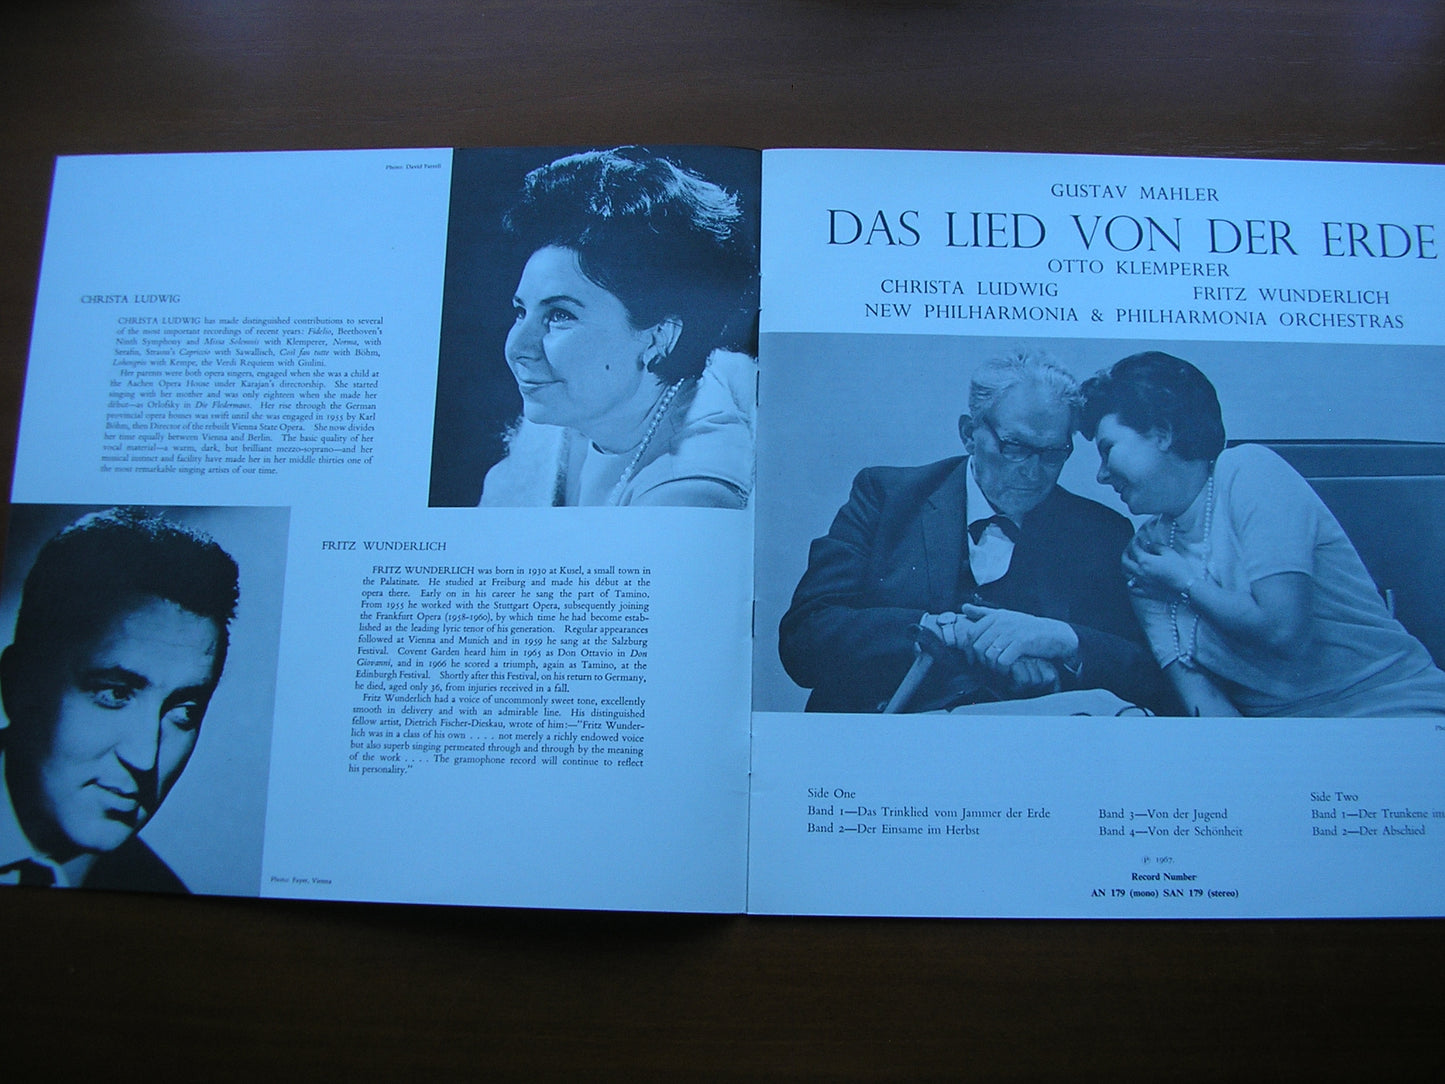 Photo: David Farrell
CHRISTA LUDWIG
CHRISTA LUDWIG has made distinguished contributions to several
of the most important recordings of recent years: Fidelio, Beethoven's
Ninth Symphony and Missa Solemnis with Klemperer, Norma, with
Serafin, Strauss's Capriccio with Sawallisch, Così fan tutte with Böhm,
Lohengrin with Kempe, the Verdi Requiem with Giulini.
Her parents were both opera singers, engaged when she was a child at
the Aachen Opera House under Karajan's directorship. She started
singing with her mother and was only eighteen when she made her
début—as Orlofsky in Die Fledermaus. Her rise through the German
provincial opera homes was swift until she was engaged in 1955 by Karl
Böhm, then Director of the rebuilt Vienna State Opera. She now divides
her time equally between Vienna and Berlin. The basic quality of her
vocal material—a warm, dark, but brilliant mezzo-soprano—and her
musical instinct and facility have made her in her middle thirties one of
the most remarkable singing artists of our time.
FRITZ WUNDERLICH
FRITZ WUNDERLICH was born in 1930 at Kusel, a small town in
the Palatinate. He studied at Freiburg and made his début at the
opera there. Early on in his career he sang the part of Tamino.
From 1955 he worked with the Stuttgart Opera, subsequently joining
the Frankfurt Opera (1958-1960), by which time he had become estab-
lished as the leading lyric tenor of his generation. Regular appearances
followed at Vienna and Munich and in 1959 he sang at the Salzburg
Festival. Covent Garden heard him in 1965 as Don Ottavio in Don
Giovanni, and in 1966 he scored a triumph, again as Tamino, at the
Edinburgh Festival. Shortly after this Festival, on his return to Germany,
he died, aged only 36, from injuries received in a fall.
Fritz Wunderlich had a voice of uncommonly sweet tone, excellently
smooth in delivery and with an admirable line. His distinguished
fellow artist, Dietrich Fischer-Dieskau, wrote of him:—"Fritz Wunder-
lich was in a class of his own . . . . not merely a richly endowed voice
but also superb singing permeated through and through by the meaning
of the work . . . . The gramophone record will continue to reflect
his personality."
Photo: Fayer, Vienna
GUSTAV MAHLER
DAS LIED VON DER ERDE
OTTO KLEMPERER
CHRISTA LUDWIG FRITZ WUNDERLICH
NEW PHILHARMONIA & PHILHARMONIA ORCHESTRAS
Side One
Band 1—Das Trinklied vom Jammer der Erde
Band 2—Der Einsame im Herbst
Band 3—Von der Jugend
Band 4—Von der Schönheit
Side Two
Band 1—Der Trunkene im
Band 2—Der Abschied
℗ 1967.
Record Number
AN 179 (mono) SAN 179 (stereo)